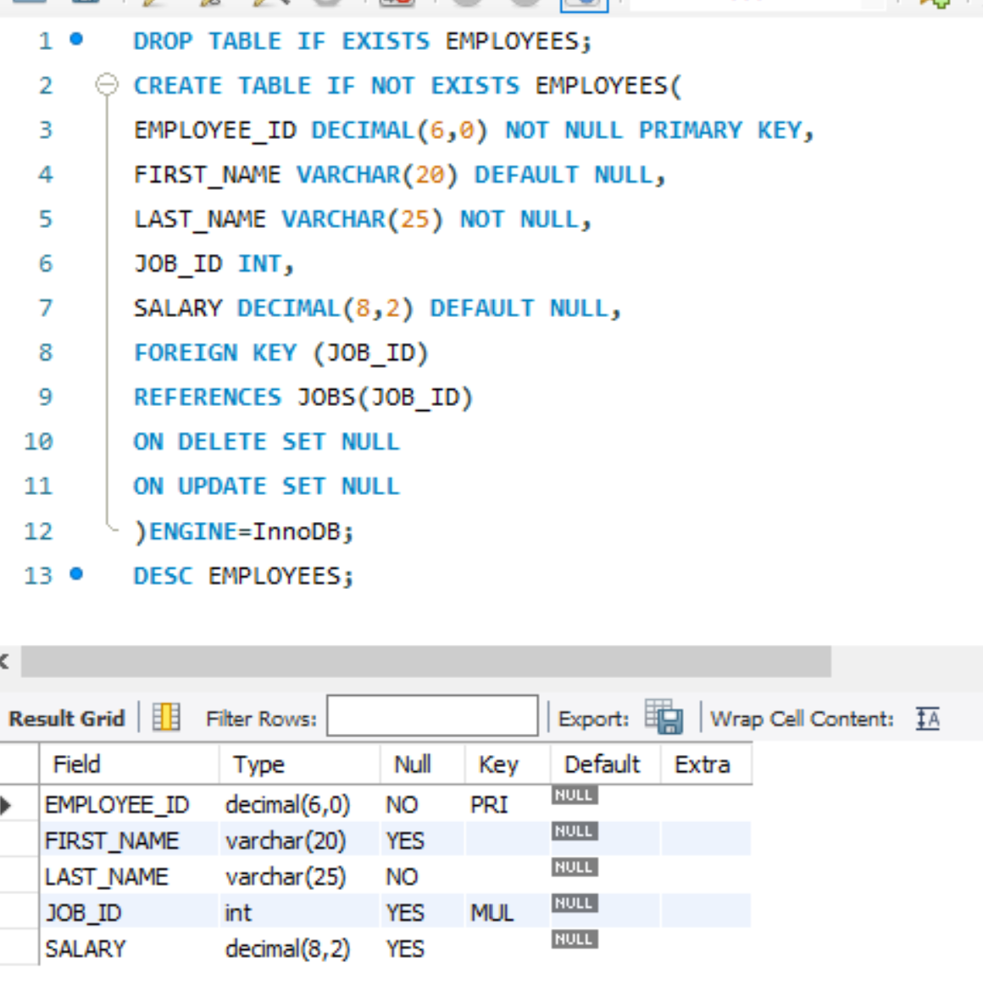 1 DROP TABLE IF EXISTS EMPLOYEES;
2 CREATE TABLE IF NOT EXISTS EMPLOYEES(
3 EMPLOYEE_ID DECIMAL(6,0) NOT NULL PRIMARY KEY,
4 FIRST_NAME VARCHAR(20) DEFAULT NULL,
5 LAST_NAME VARCHAR(25) NOT NULL,
6 JOB_ID INT,
7 SALARY DECIMAL(8,2) DEFAULT NULL,
8 FOREIGN KEY (JOB_ID)
9 REFERENCES JOBS(JOB_ID)
10 ON DELETE SET NULL
11 ON UPDATE SET NULL
12 )ENGINE=InnoDB;
13 DESC EMPLOYEES;
Result Grid Filter Rows: Export: Wrap Cell Content: IA
Field Type Null Key Default Extra
EMPLOYEE_ID decimal(6,0) NO PRI NULL
FIRST_NAME varchar(20) YES NULL
LAST_NAME varchar(25) NO NULL
JOB_ID int YES MUL NULL
SALARY decimal(8,2) YES NULL